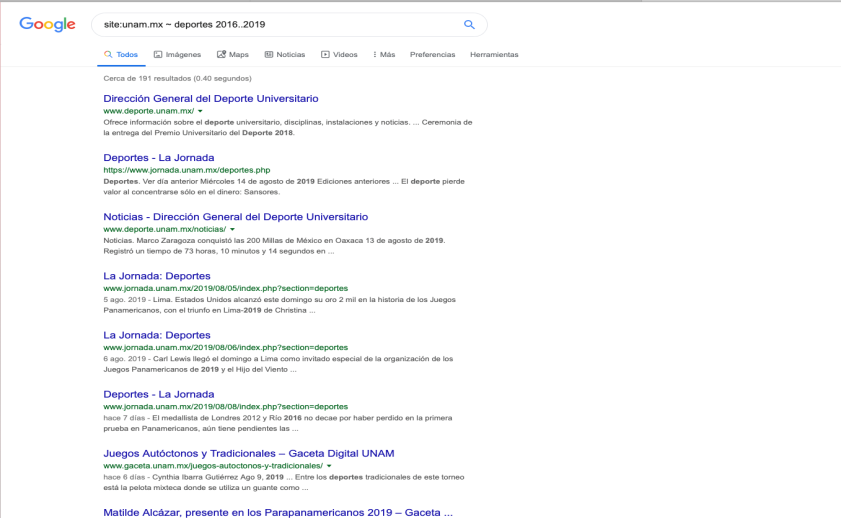 Google
site:unam.mx ~ deportes 2016..2019
Todos Imágenes Maps Noticias Videos Más Preferencias Herramientas
Cerca de 191 resultados (0.40 segundos)
Dirección General del Deporte Universitario
www.deporte.unam.mx/
Ofrece información sobre el deporte universitario, disciplinas, instalaciones y noticias. ... Ceremonia de
la entrega del Premio Universitario del Deporte 2018.
Deportes - La Jornada
https://www.jornada.unam.mx/deportes.php
Deportes. Ver día anterior Miércoles 14 de agosto de 2019 Ediciones anteriores ... El deporte pierde
valor al concentrarse sólo en el dinero: Sansores.
Noticias - Dirección General del Deporte Universitario
www.deporte.unam.mx/noticias/
Noticias. Marco Zaragoza conquistó las 200 Millas de México en Oaxaca 13 de agosto de 2019.
Registró un tiempo de 73 horas, 10 minutos y 14 segundos en ...
La Jornada: Deportes
www.jornada.unam.mx/2019/08/05/index.php?section=deportes
5 ago. 2019 - Lima. Estados Unidos alcanzó este domingo su oro 2 mil en la historia de los Juegos
Panamericanos, con el triunfo en Lima-2019 de Christina ...
La Jornada: Deportes
www.jornada.unam.mx/2019/08/06/index.php?section=deportes
6 ago. 2019 - Carl Lewis llegó el domingo a Lima como invitado especial de la organización de los
Juegos Panamericanos de 2019 y el Hijo del Viento ...
Deportes - La Jornada
www.jornada.unam.mx/2019/08/08/index.php?section=deportes
hace 7 días - El medallista de Londres 2012 y Río 2016 no decae por haber perdido en la primera
prueba en Panamericanos, aún tiene pendientes las ...
Juegos Autóctonos y Tradicionales – Gaceta Digital UNAM
www.gaceta.unam.mx/juegos-autoctonos-y-tradicionales/
hace 6 días - Cynthia Ibarra Gutiérrez Ago 9, 2019 ... Entre los deportes tradicionales de este torneo
está la pelota mixteca donde se utiliza un guante como ...
Matilde Alcázar, presente en los Parapanamericanos 2019 – Gaceta ...